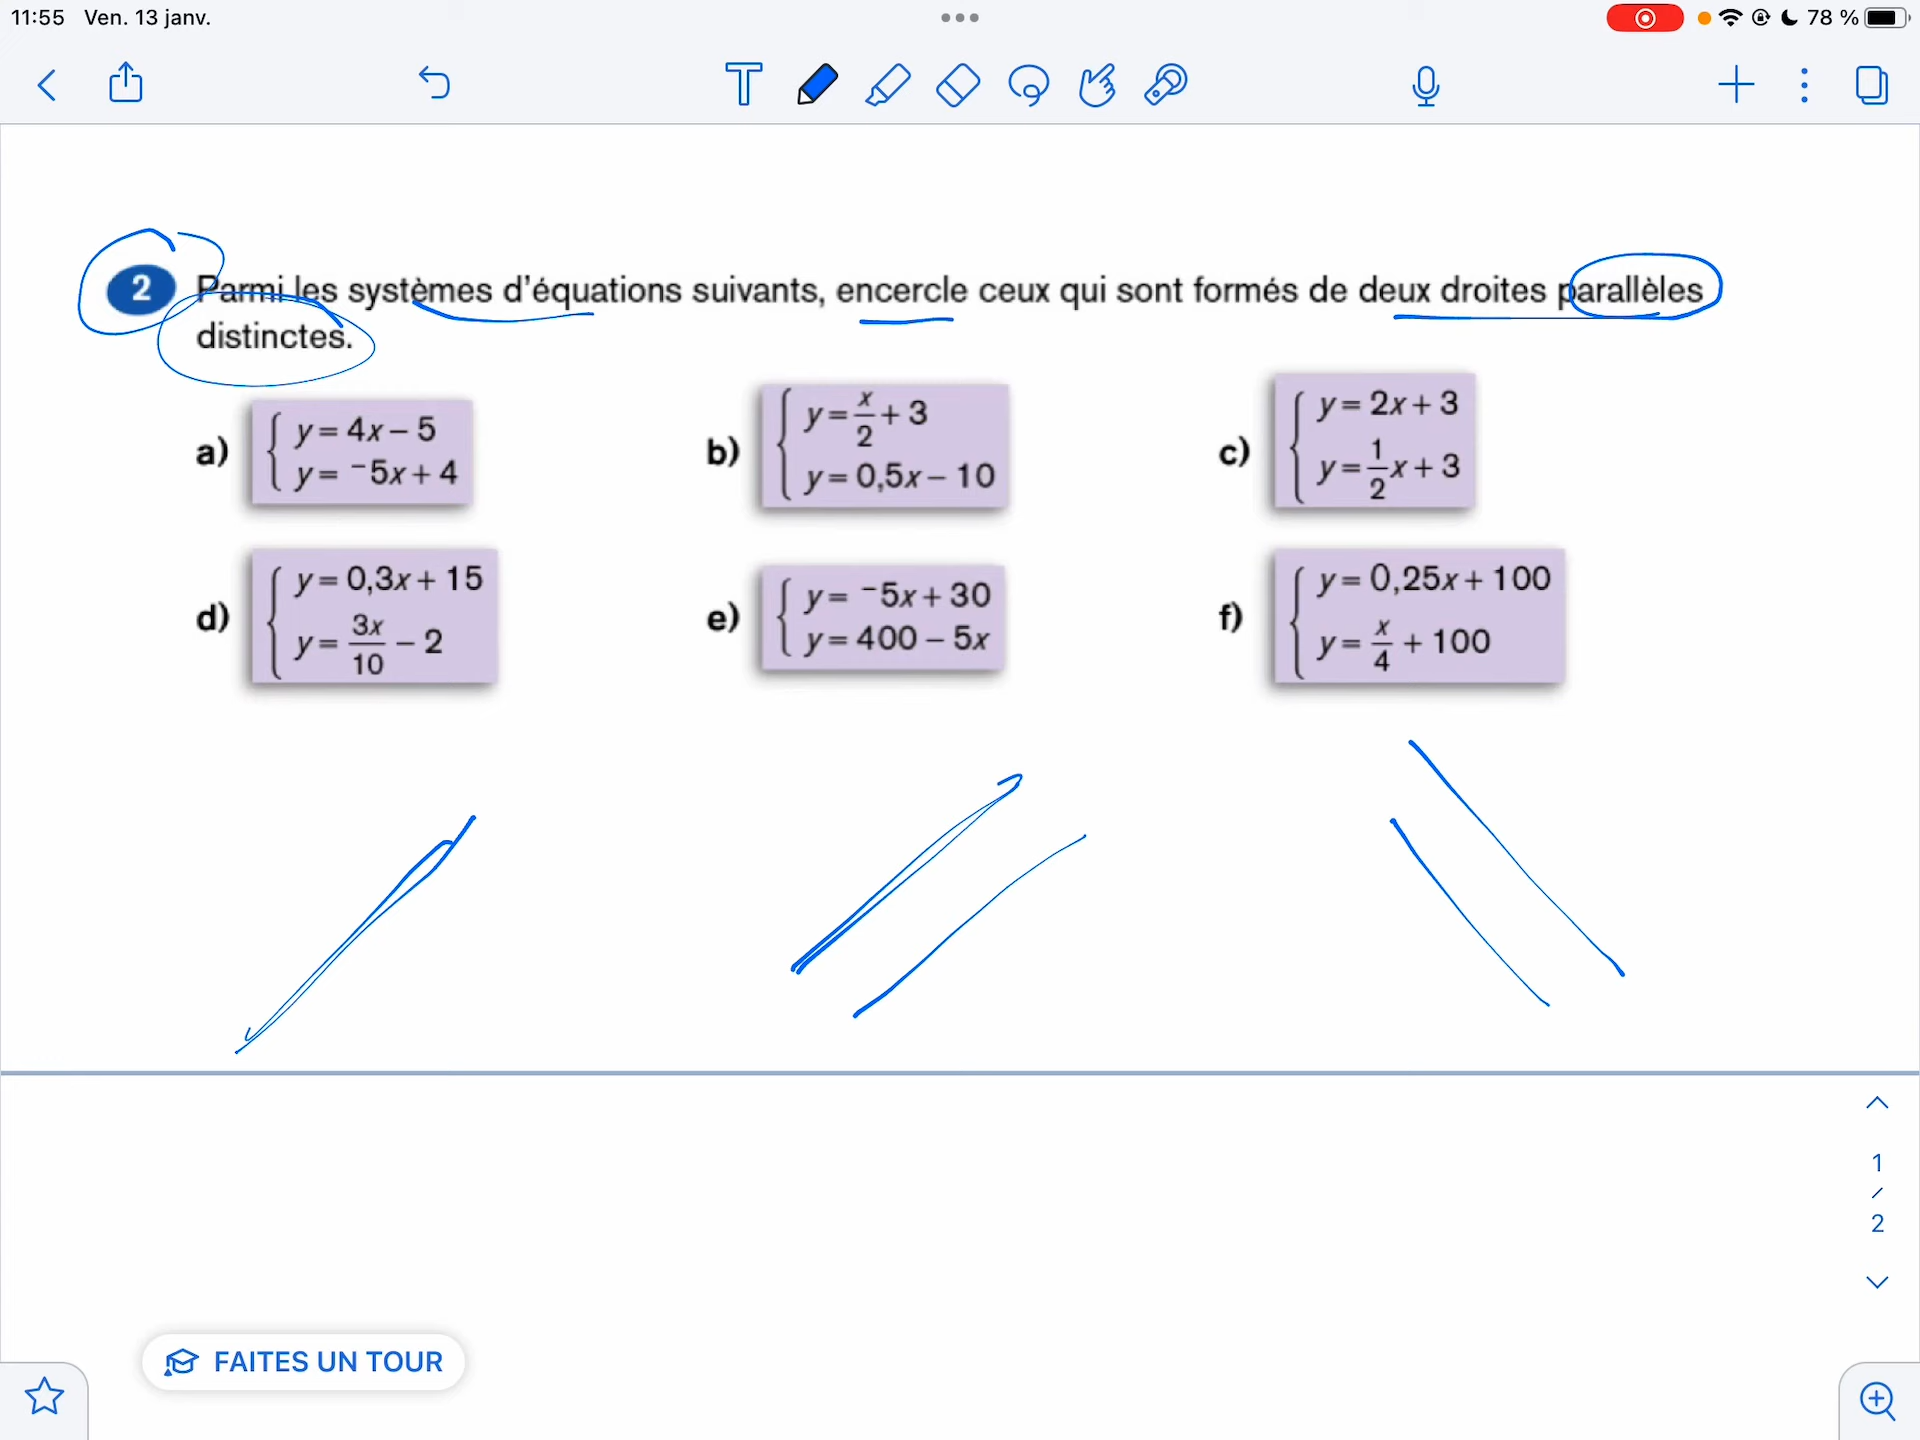 11:55 Ven. 13 janv.
78 %
2 Parmi les systèmes d'équations suivants, encercle ceux qui sont formés de deux droites parallèles
distinctes.
a) y = 4x – 5
y = ⁻5x + 4
b) y = x/2 + 3
y = 0,5x – 10
c) y = 2x + 3
y = 1/2 x + 3
d) y = 0,3x + 15
y = 3x/10 – 2
e) y = ⁻5x + 30
y = 400 – 5x
f) y = 0,25x + 100
y = x/4 + 100
1
/
2
FAITES UN TOUR